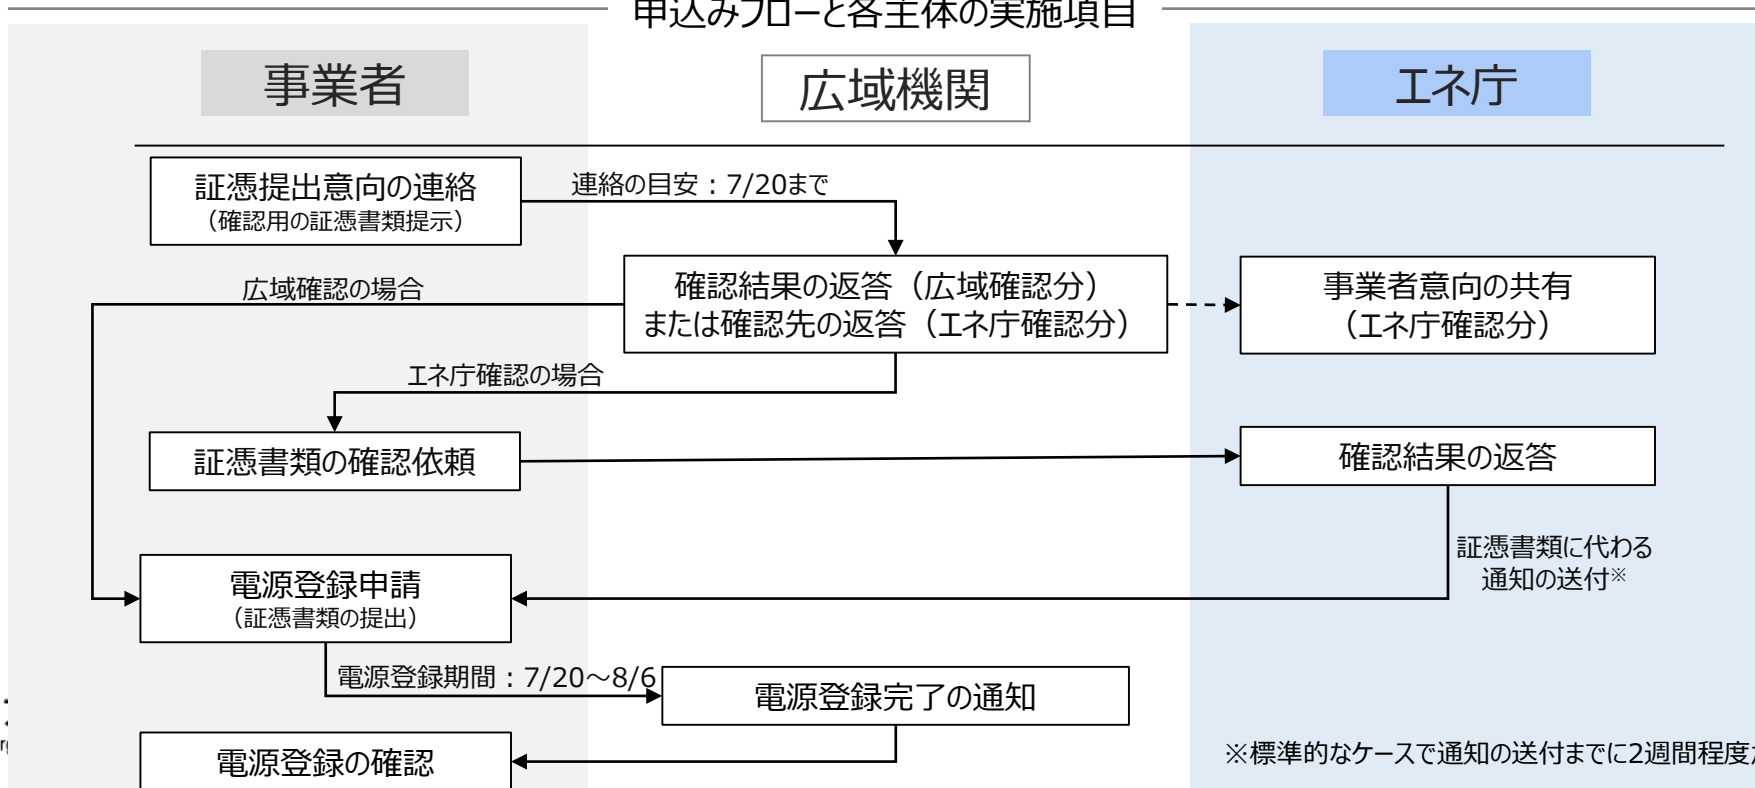 申込みフローと各主体の実施項目
事業者
広域機関
エネ庁
証憑提出意向の連絡
（確認用の証憑書類提示）
連絡の目安：7/20まで
確認結果の返答（広域確認分）
または確認先の返答（エネ庁確認分）
事業者意向の共有
（エネ庁確認分）
広域確認の場合
エネ庁確認の場合
証憑書類の確認依頼
確認結果の返答
証憑書類に代わる
通知の送付※
電源登録申請
（証憑書類の提出）
電源登録期間：7/20～8/6
電源登録完了の通知
電源登録の確認
※標準的なケースで通知の送付までに2週間程度